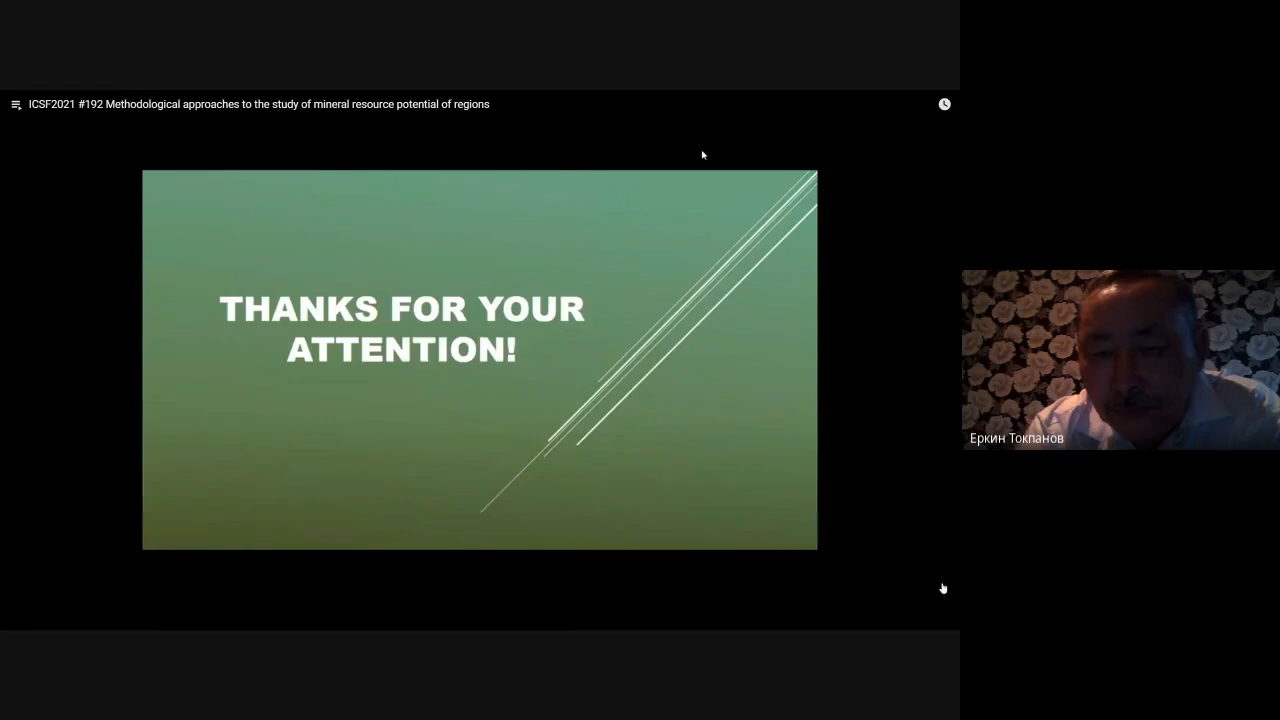 ICSF2021 #192 Methodological approaches to the study of mineral resource potential of regions
THANKS FOR YOUR
ATTENTION!
Еркин Токпанов